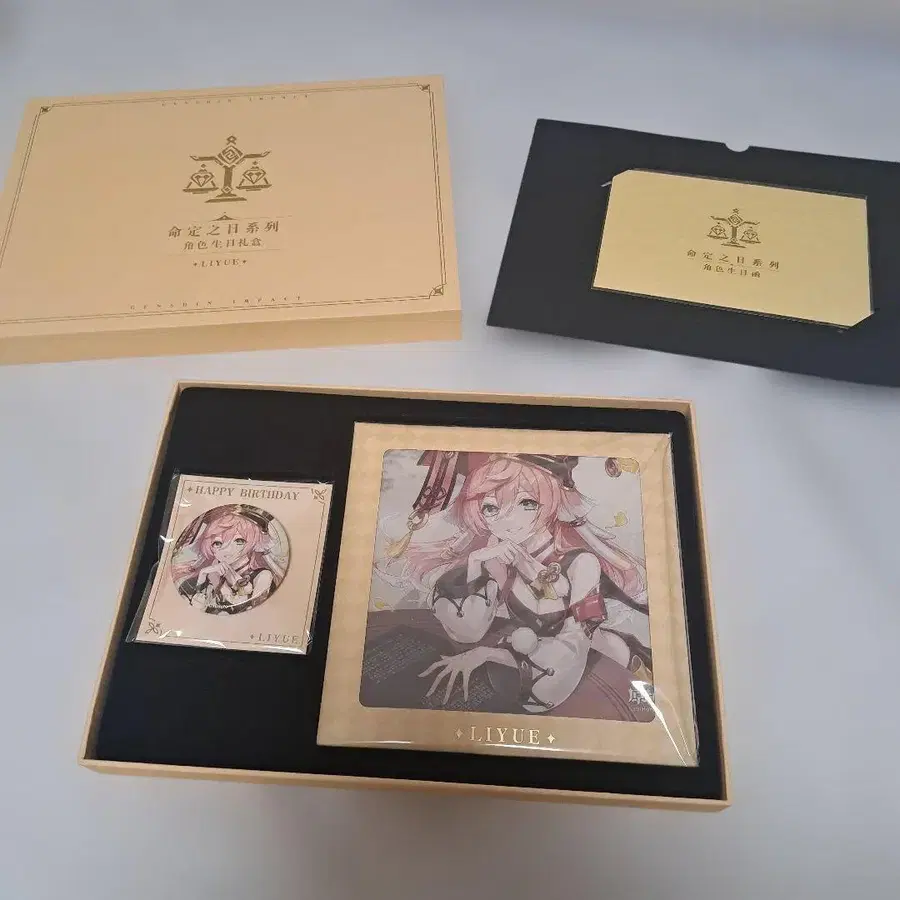 GENSHIN IMPACT
命定之日系列
角色生日礼盒
LIYUE
GENSHIN IMPACT
命定之日系列
角色生日函
HAPPY BIRTHDAY
LIYUE
LIYUE